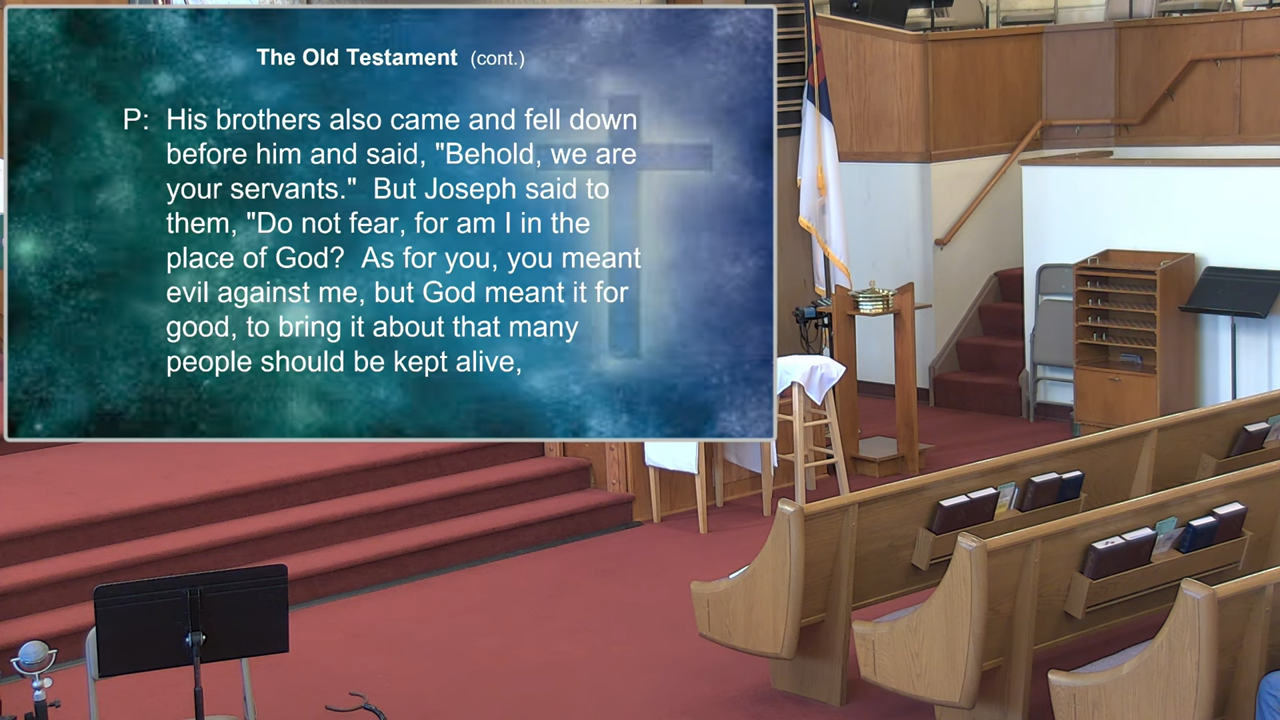 The Old Testament (cont.)
P: His brothers also came and fell down
before him and said, "Behold, we are
your servants." But Joseph said to
them, "Do not fear, for am I in the
place of God? As for you, you meant
evil against me, but God meant it for
good, to bring it about that many
people should be kept alive,